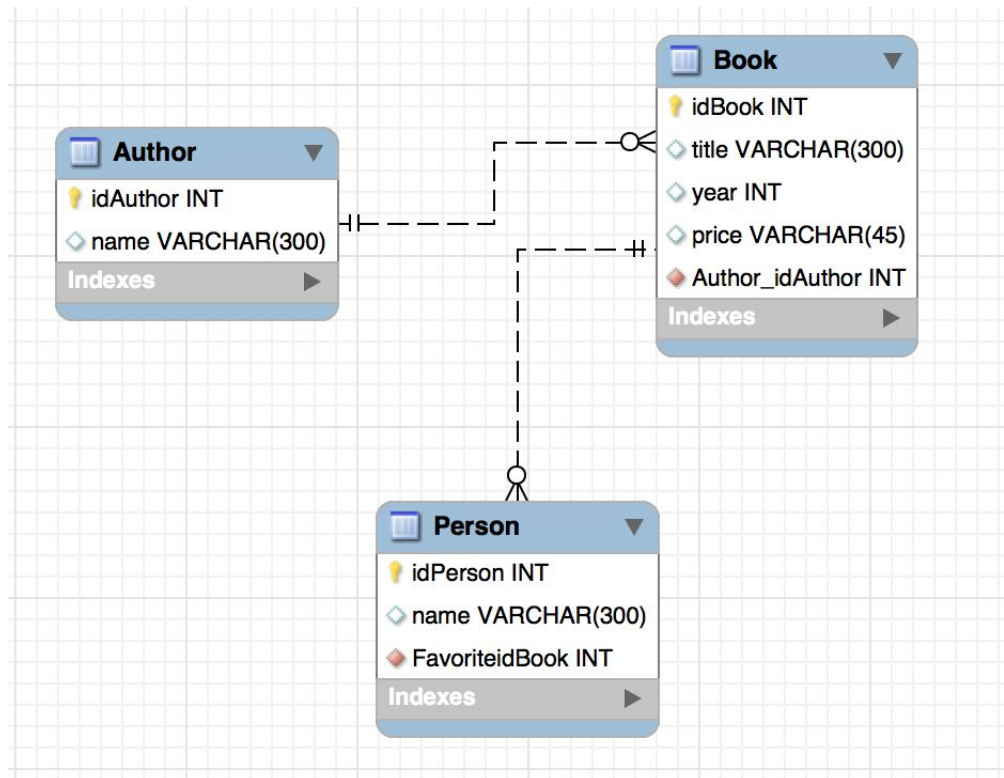 Author
idAuthor INT
name VARCHAR(300)
Indexes
Book
idBook INT
title VARCHAR(300)
year INT
price VARCHAR(45)
Author_idAuthor INT
Indexes
Person
idPerson INT
name VARCHAR(300)
FavoriteidBook INT
Indexes